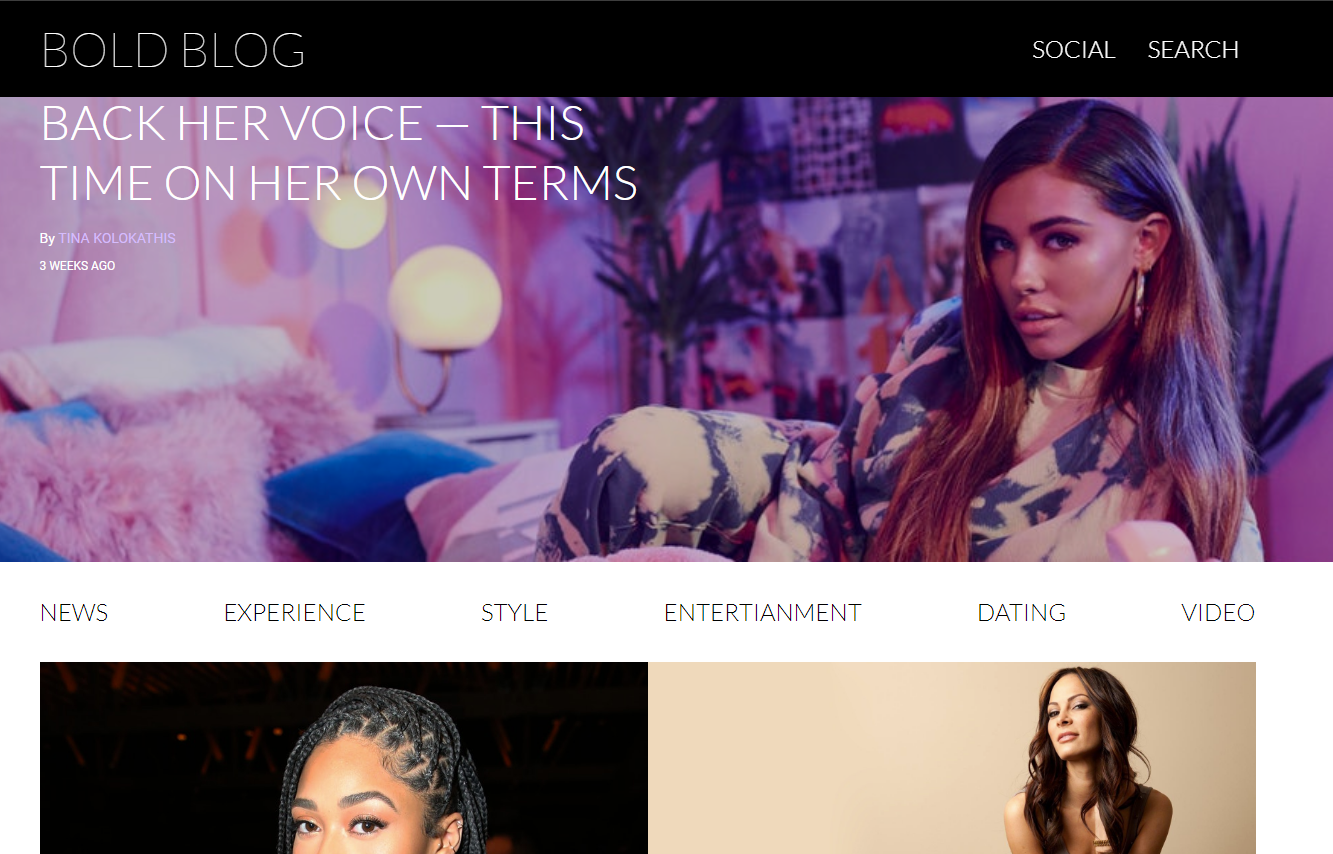 BOLD BLOG
SOCIAL SEARCH
BACK HER VOICE — THIS
TIME ON HER OWN TERMS
By TINA KOLOKATHIS
3 WEEKS AGO
NEWS EXPERIENCE STYLE ENTERTIANMENT DATING VIDEO